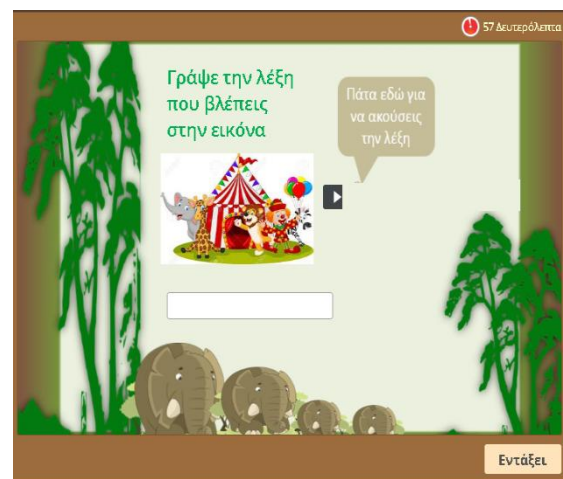 57 Δευτερόλεπτα
Γράψε την λέξη
που βλέπεις
στην εικόνα
Πάτα εδώ για
να ακούσεις
την λέξη
Εντάξει